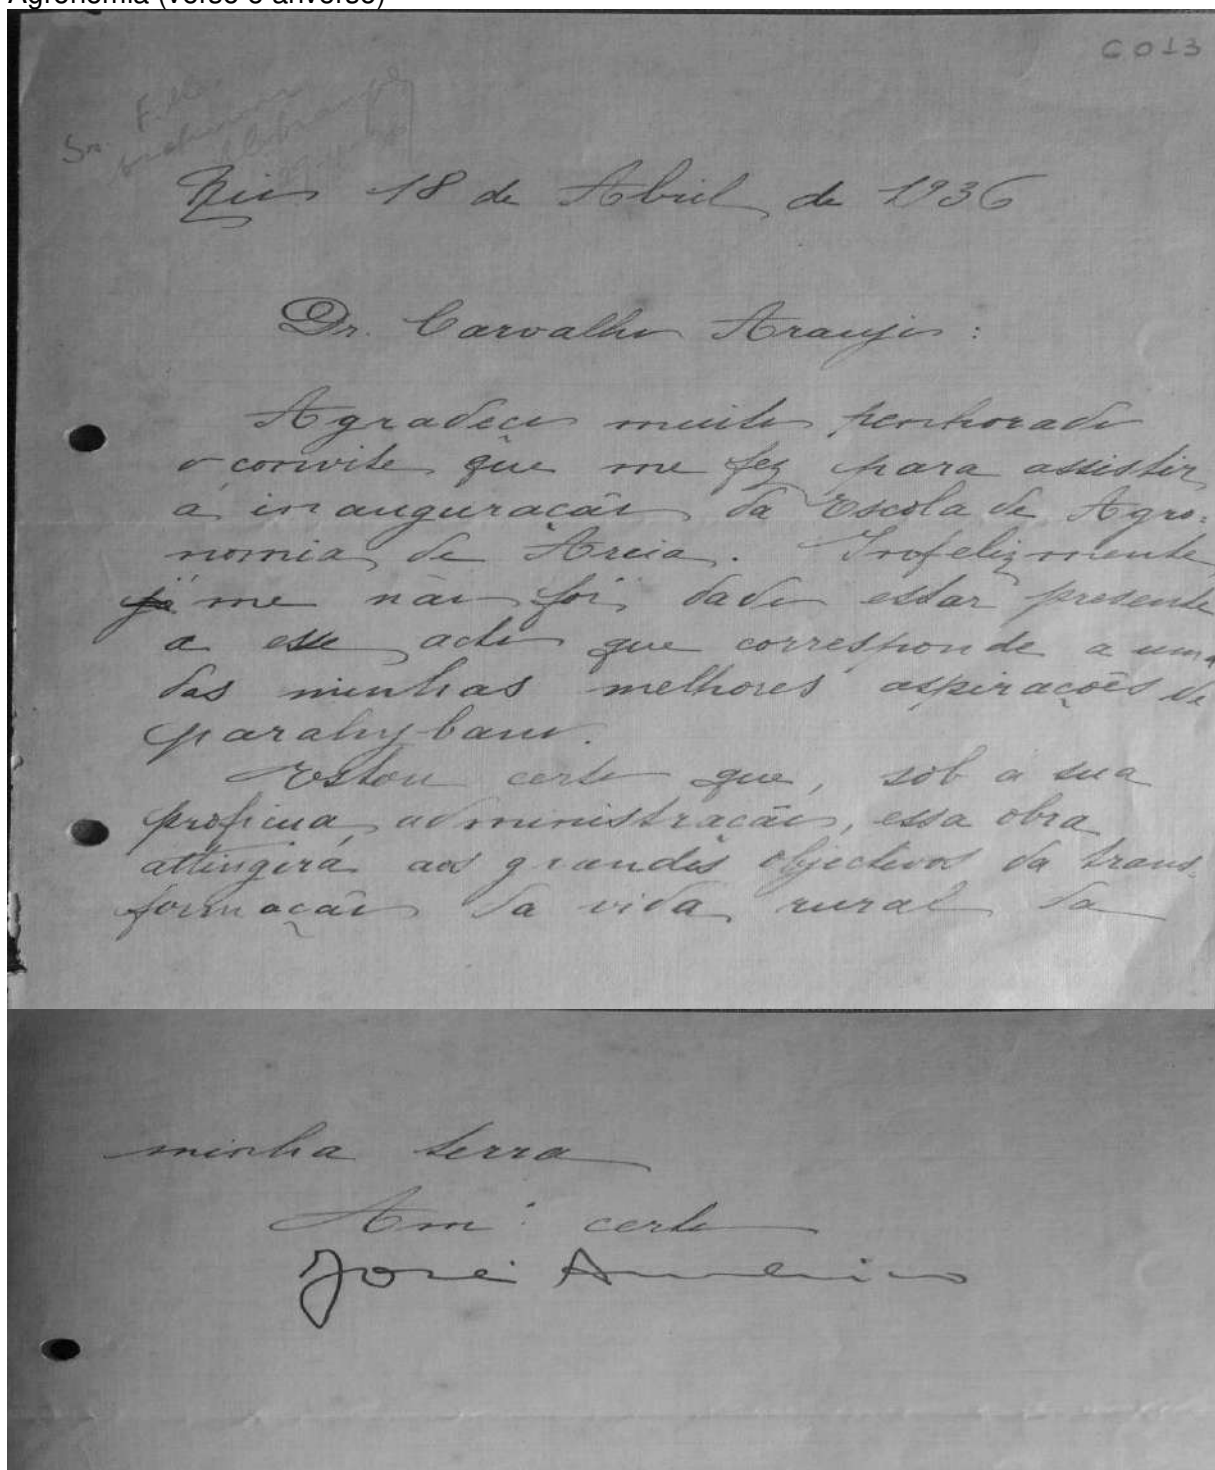 Agronomia (verso e anverso)
C013
Sr.
Rio 18 de Abril de 1936
Dr. Carvalho Araujo:
Agradeço muito penhorado
o convite que me fez para assistir
á inauguração da Escola de Agro-
nomia de Areia. Infelizmente,
já me não foi dado estar presente
a esse acto que corresponde a uma
das minhas melhores aspirações de
parahybano.
Estou certo que, sob a sua
proficua administração, essa obra
attingirá aos grandes objectivos da trans-
formação da vida rural da
minha terra
Amº certo
José Americo